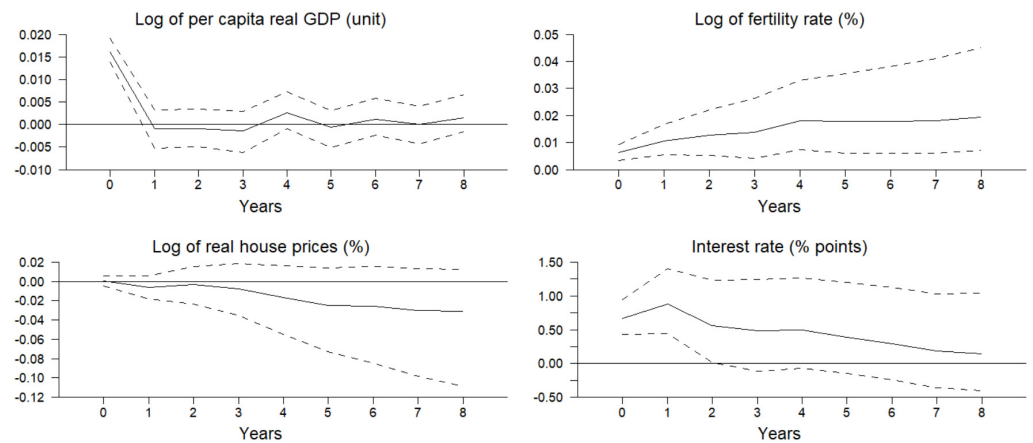 Log of per capita real GDP (unit)
0.020
0.015
0.010
0.005
0.000
-0.005
-0.010
0 1 2 3 4 5 6 7 8
Years
Log of fertility rate (%)
0.05
0.04
0.03
0.02
0.01
0.00
0 1 2 3 4 5 6 7 8
Years
Log of real house prices (%)
0.02
0.00
-0.02
-0.04
-0.06
-0.08
-0.10
-0.12
0 1 2 3 4 5 6 7 8
Years
Interest rate (% points)
1.50
1.00
0.50
0.00
-0.50
0 1 2 3 4 5 6 7 8
Years